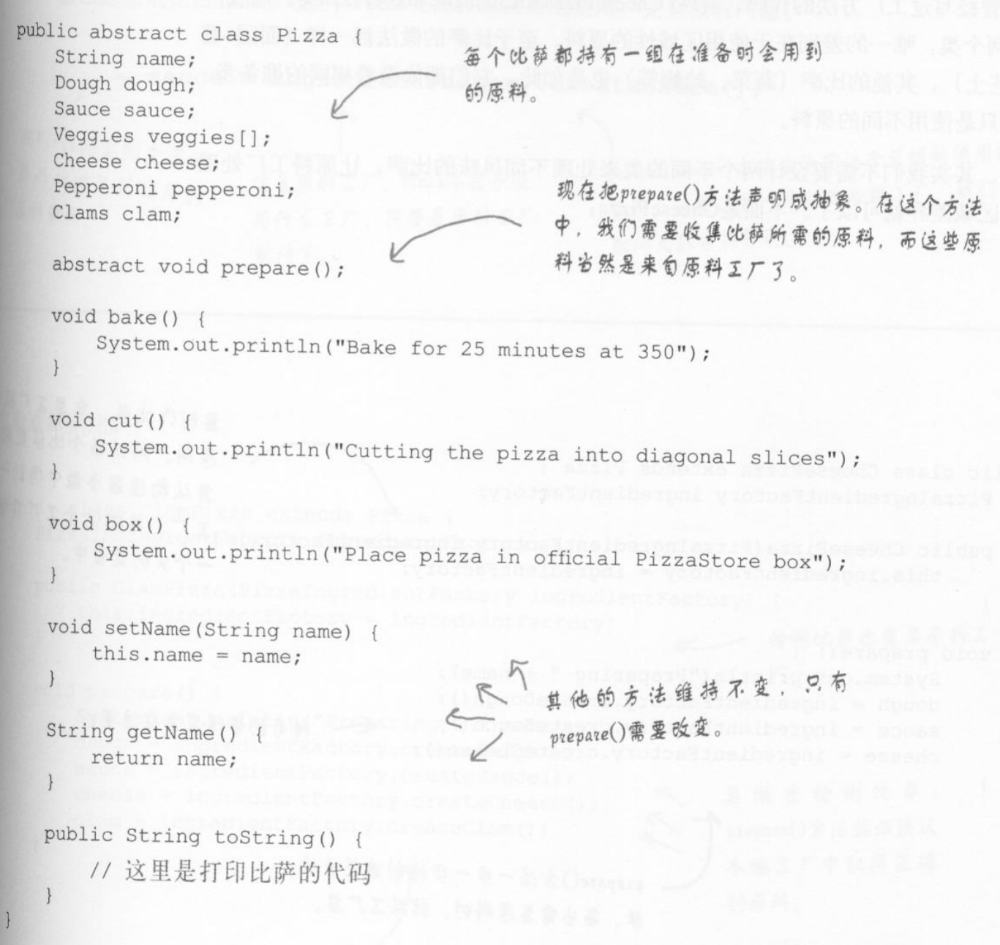 public abstract class Pizza {
String name;
Dough dough;
Sauce sauce;
Veggies veggies[];
Cheese cheese;
Pepperoni pepperoni;
Clams clam;
每个比萨都持有一组在准备时会用到
的原料。
abstract void prepare();
现在把prepare()方法声明成抽象。在这个方法
中，我们需要收集比萨所需的原料，而这些原
料当然是来自原料工厂了。
void bake() {
System.out.println("Bake for 25 minutes at 350");
}
void cut() {
System.out.println("Cutting the pizza into diagonal slices");
}
void box() {
System.out.println("Place pizza in official PizzaStore box");
}
void setName(String name) {
this.name = name;
}
其他的方法维持不变，只有
prepare()需要改变。
String getName() {
return name;
}
public String toString() {
// 这里是打印比萨的代码
}
}